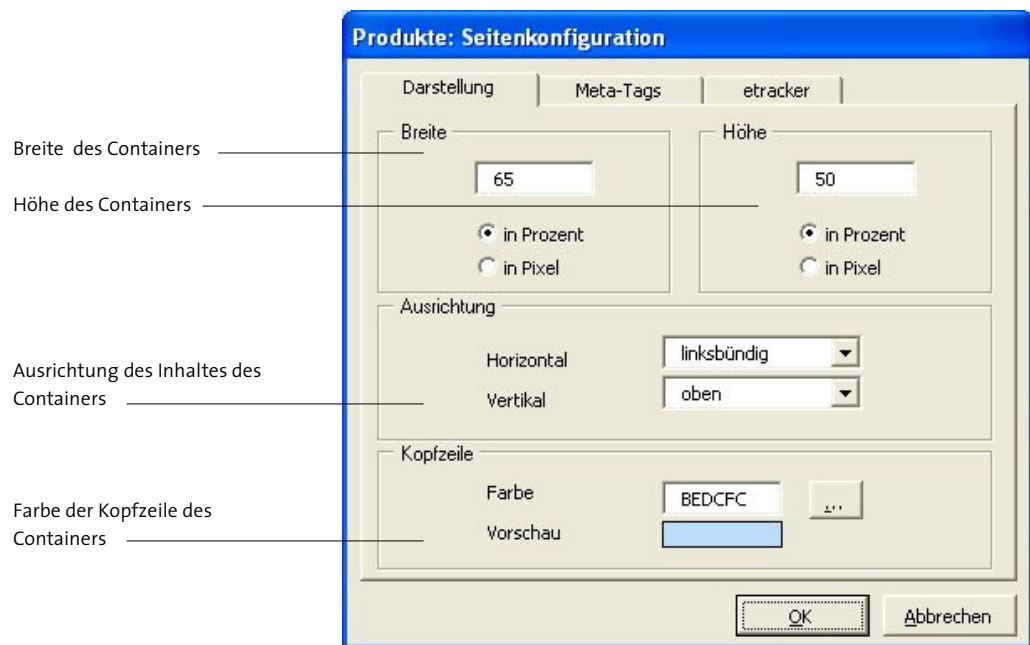 Produkte: Seitenkonfiguration
Darstellung
Meta-Tags
etracker
Breite
Höhe
Breite des Containers
65
50
Höhe des Containers
in Prozent
in Prozent
in Pixel
in Pixel
Ausrichtung
Horizontal
linksbündig
Ausrichtung des Inhaltes des
Containers
Vertikal
oben
Kopfzeile
Farbe
BEDCFC
...
Farbe der Kopfzeile des
Containers
Vorschau
OK
Abbrechen